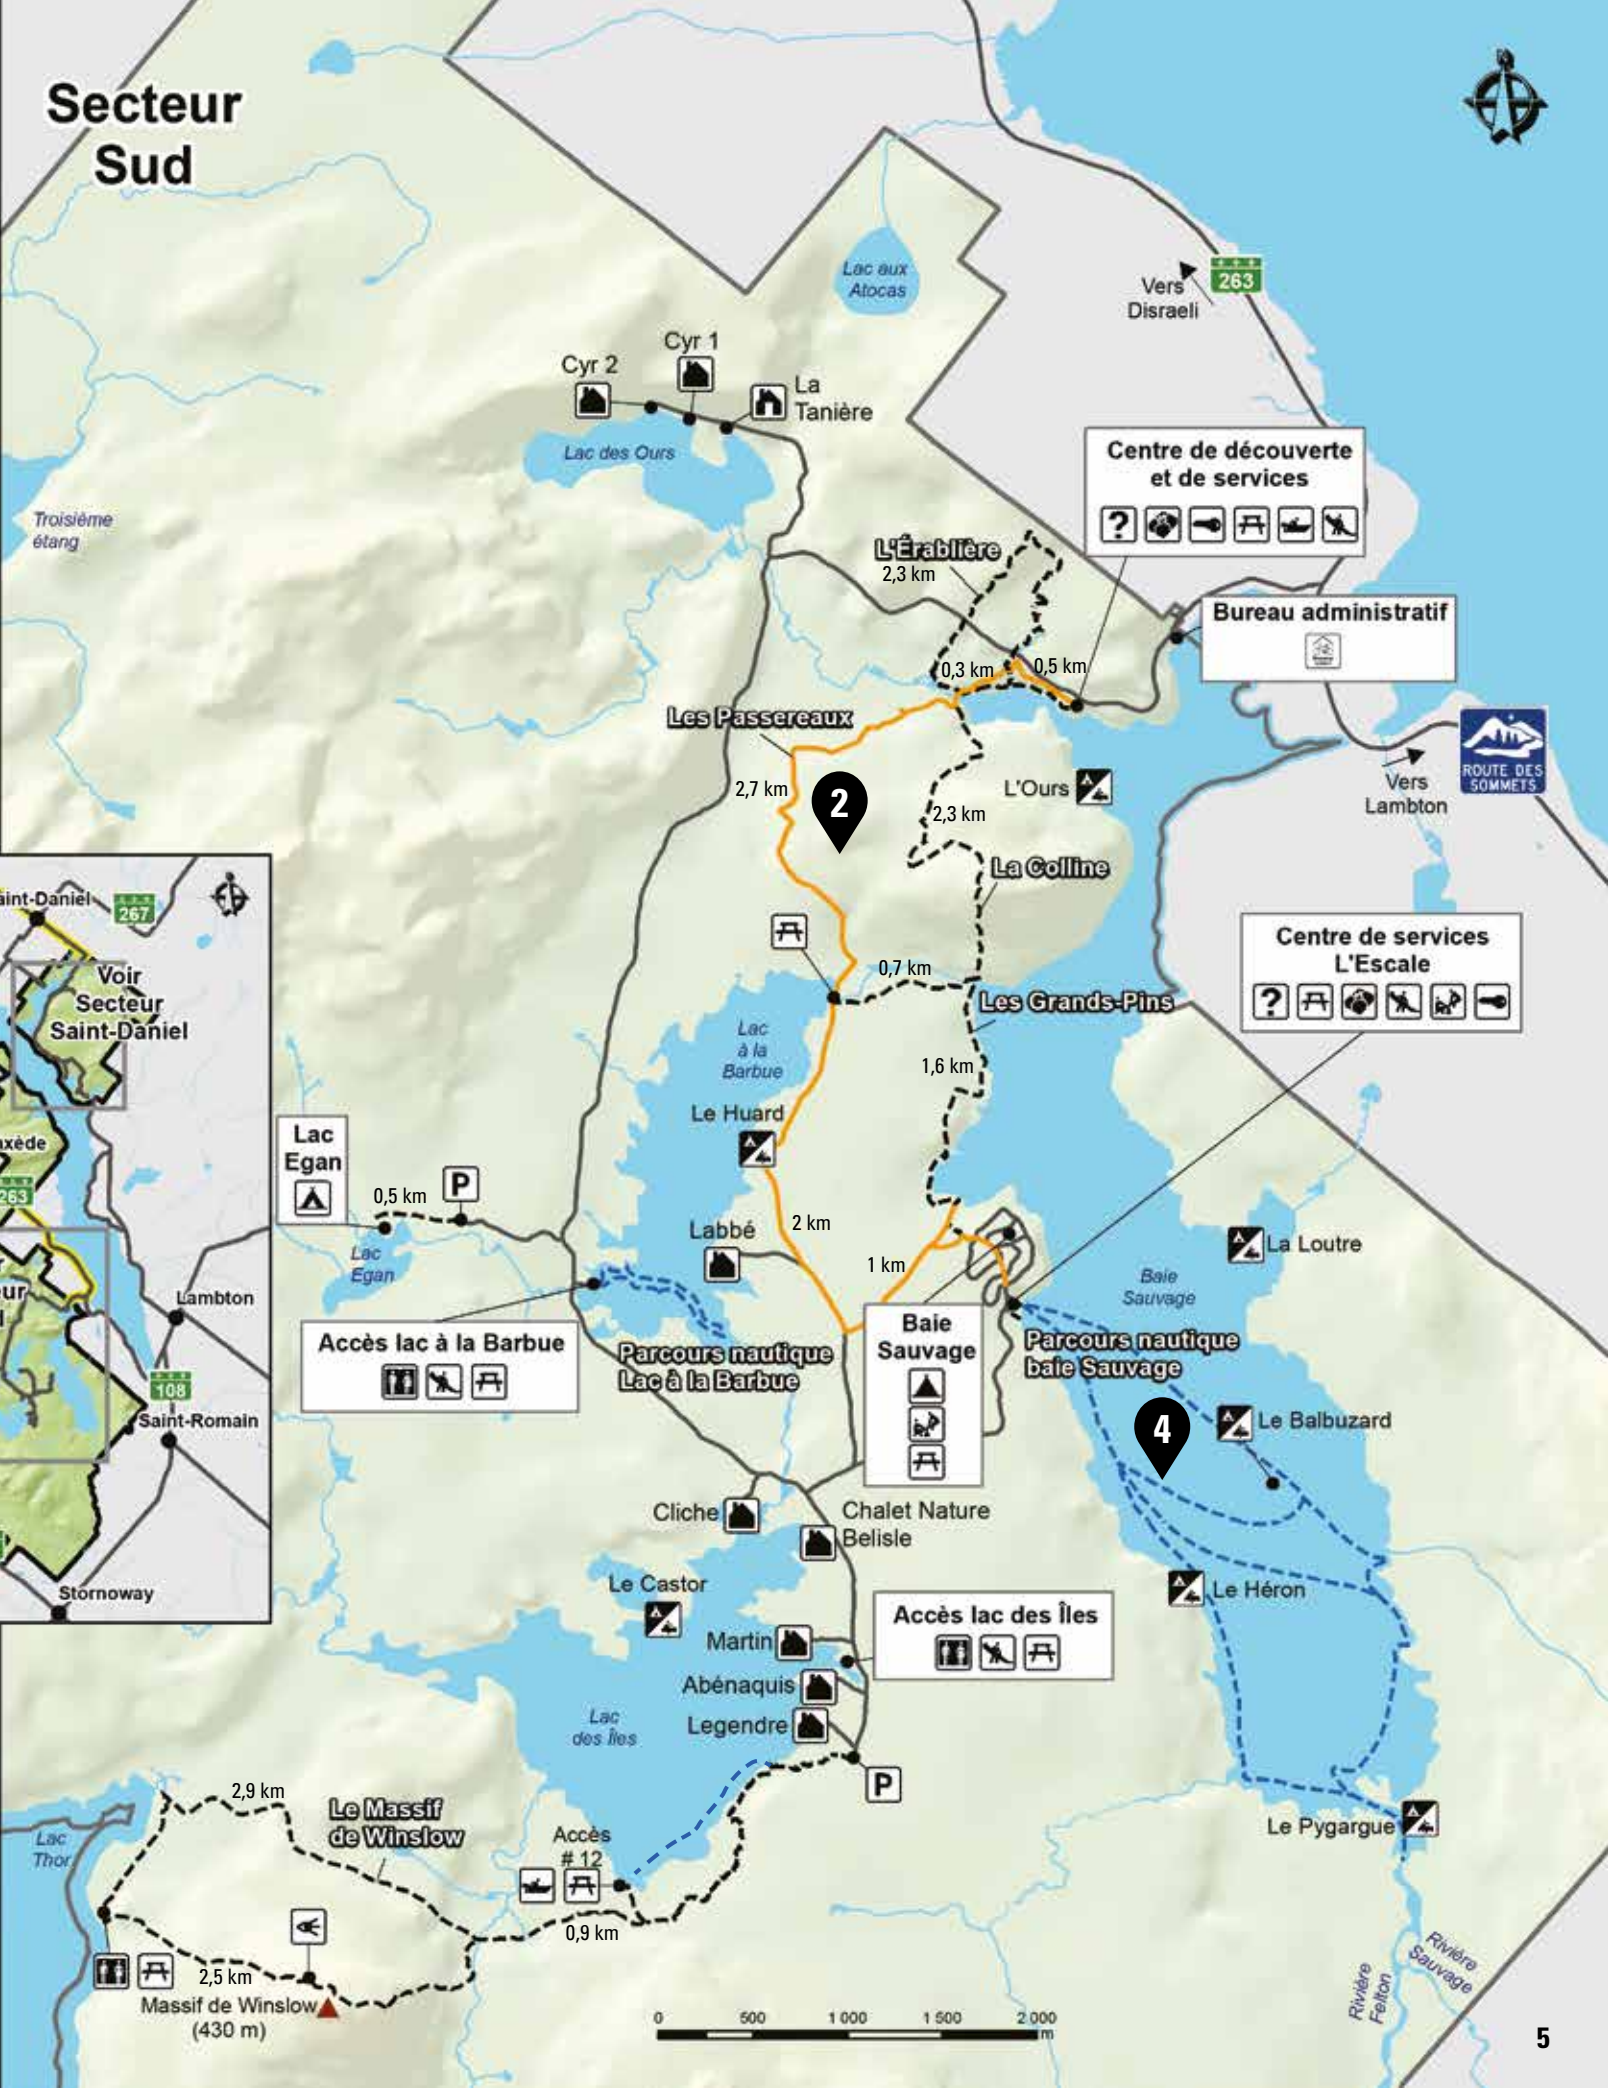 Secteur
Sud
Lac aux
Atocas
263
Vers
Disraeli
Cyr 1
Cyr 2
La
Tanière
Lac des Ours
Centre de découverte
et de services
?
Troisième
étang
L'Érablière
2,3 km
Bureau administratif
0,3 km
0,5 km
Les Passereaux
2,7 km
2
L'Ours
2,3 km
ROUTE DES
SOMMETS
Vers
Lambton
La Colline
0,7 km
Les Grands-Pins
Centre de services
L'Escale
?
Lac
à la
Barbue
1,6 km
Le Huard
Lac
Egan
0,5 km
P
Lac
Egan
Labbé
2 km
1 km
La Loutre
Baie
Sauvage
Accès lac à la Barbue
Parcours nautique
Lac à la Barbue
Baie
Sauvage
Parcours nautique
baie Sauvage
4
Le Balbuzard
Cliche
Chalet Nature
Belisle
Le Castor
Le Héron
Accès lac des Îles
Martin
Abénaquis
Legendre
Lac
des Îles
P
Le Pygargue
aint-Daniel
267
Voir
Secteur
Saint-Daniel
axède
263
eur
Lambton
108
Saint-Romain
Stornoway
2,9 km
Le Massif
de Winslow
Lac
Thor
Accès
# 12
0,9 km
2,5 km
Massif de Winslow
(430 m)
Rivière
Sauvage
Rivière
Felton
0 500 1 000 1 500 2 000
m
5